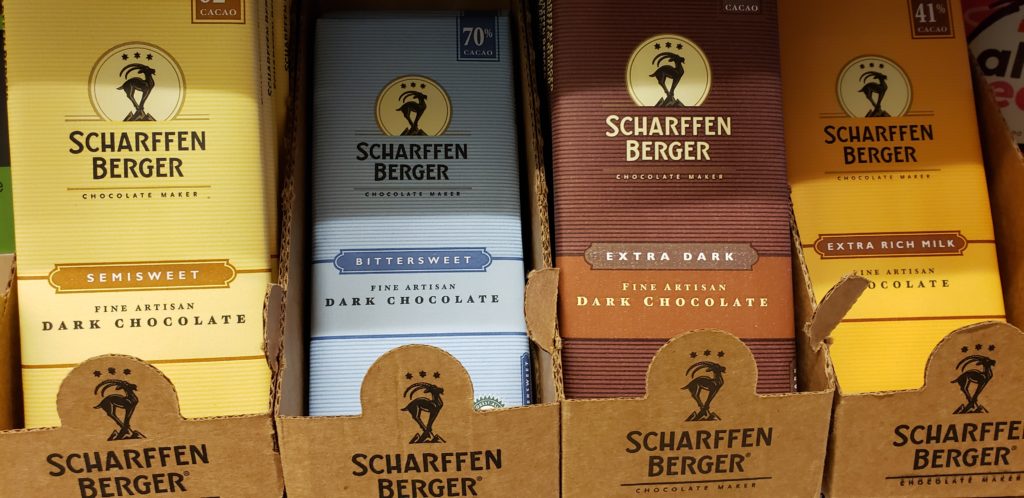 CACAO
SCHARFFEN
BERGER
CHOCOLATE MAKER
SEMISWEET
FINE ARTISAN
DARK CHOCOLATE
SCHARFFEN
BERGER®
70%
CACAO
SCHARFFEN
BERGER
CHOCOLATE MAKER
BITTERSWEET
FINE ARTISAN
DARK CHOCOLATE
SCHARFFEN
BERGER®
CACAO
SCHARFFEN
BERGER
CHOCOLATE MAKER
EXTRA DARK
FINE ARTISAN
DARK CHOCOLATE
SCHARFFEN
BERGER®
CHOCOLATE MAKER
41%
CACAO
SCHARFFEN
BERGER
CHOCOLATE MAKER
EXTRA RICH MILK
FINE ARTISAN
SCHARFFEN
BERGER
CHOCOLATE MAKER